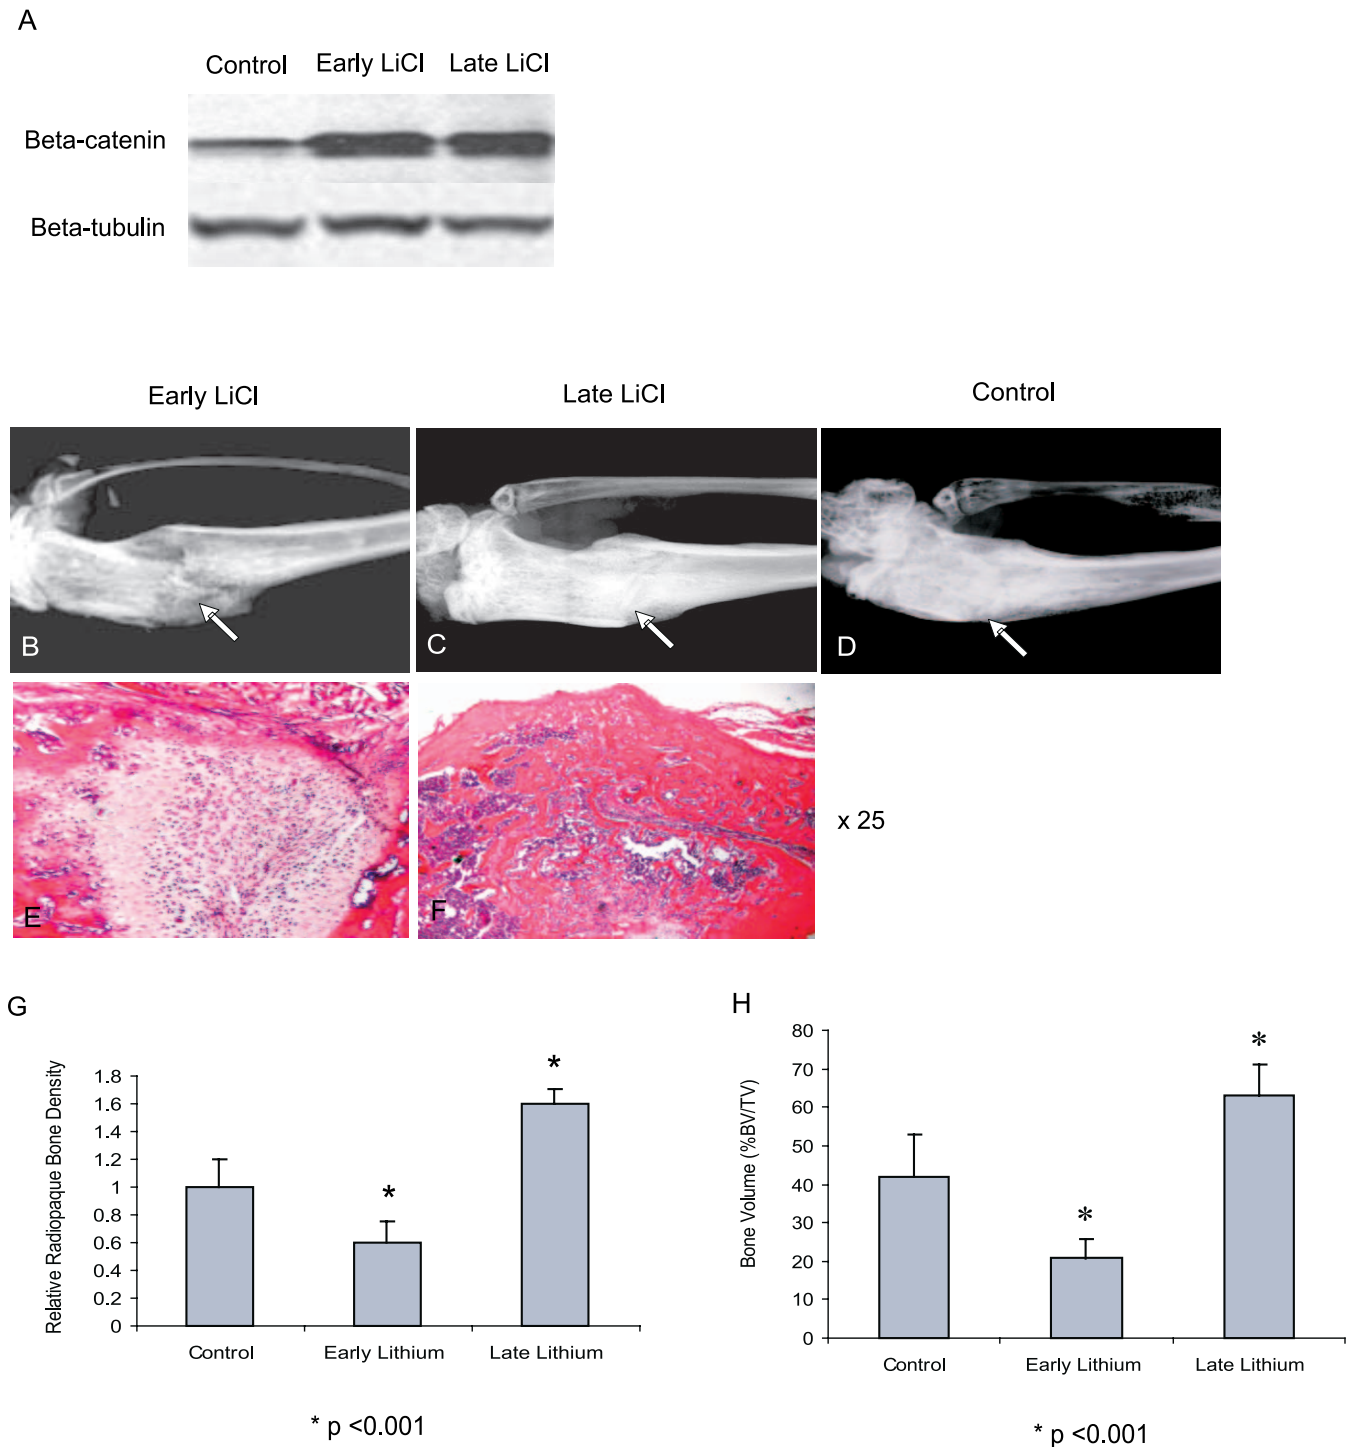 A
Control Early LiCl Late LiCl
Beta-catenin
Beta-tubulin
Early LiCl Late LiCl Control
B C D
E F x 25
G
Relative Radiopaque Bone Density
1.8
1.6
1.4
1.2
1
0.8
0.6
0.4
0.2
0
* * 
Control Early Lithium Late Lithium
* p <0.001
H
Bone Volume (%BV/TV)
80
70
60
50
40
30
20
10
0
* *
Control Early Lithium Late Lithium
* p <0.001